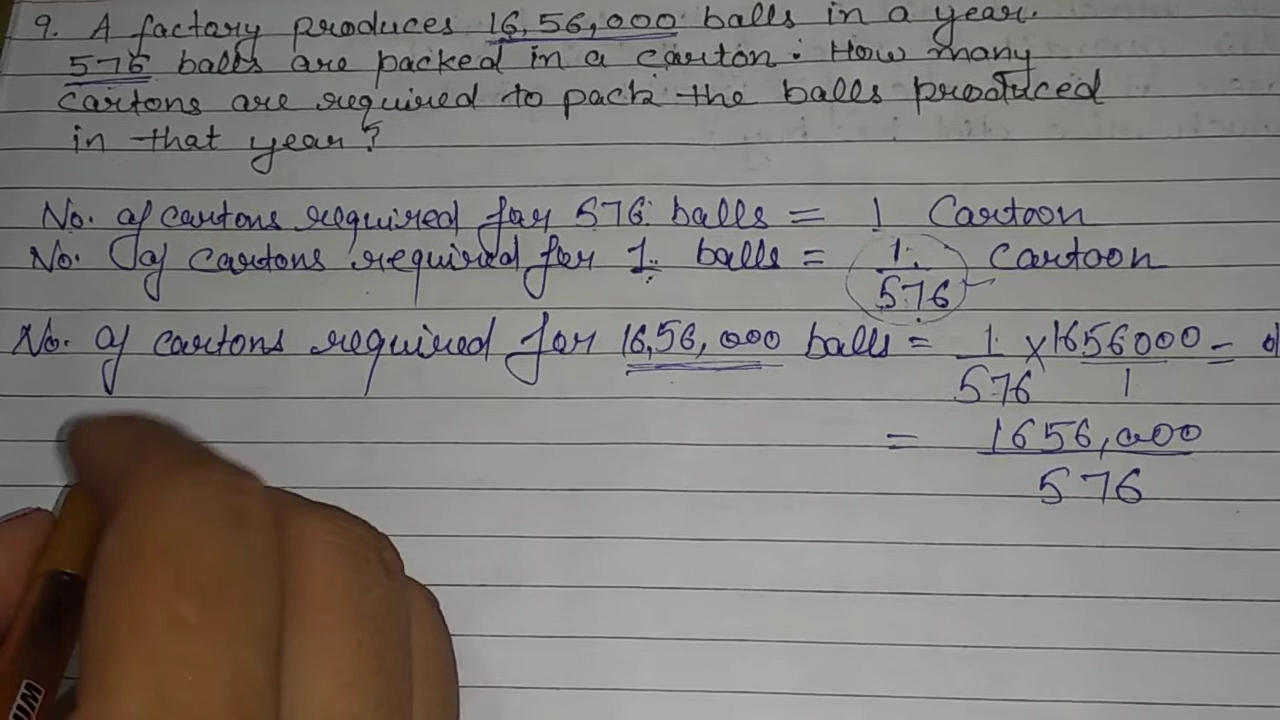 9. A factory produces 16,56,000 balls in a year.
576 balls are packed in a carton. How many
cartons are required to pack the balls produced
in that year?
No. of cartons required for 576 balls = 1 Cartoon
No. of cartons required for 1 balls = 1/576 Cartoon
No. of cartons required for 16,56,000 balls = 1/576 × 1656000/1
= 1656,000/576
UM